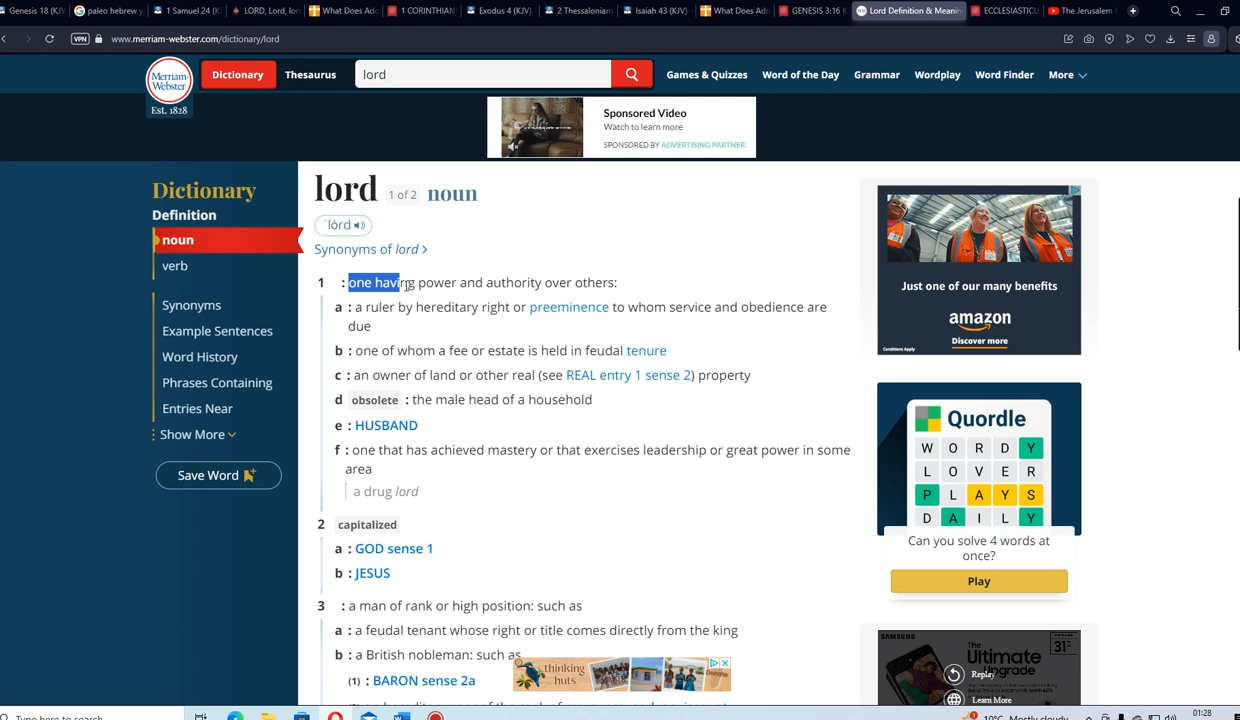 Genesis 18 (KJV
paleo hebrew y
1 Samuel 24 (K
LORD, Lord, lor
What Does Ado
1 CORINTHIAN
Exodus 4 (KJV)
2 Thessalonian
Isaiah 43 (KJV)
What Does Ado
GENESIS 3:16 K
Lord Definition & Meanin
ECCLESIASTICU
The Jerusalem
VPN www.merriam-webster.com/dictionary/lord
Merriam-
Webster
Est. 1828
Dictionary
Thesaurus
lord
Games & Quizzes
Word of the Day
Grammar
Wordplay
Word Finder
More
Sponsored Video
Watch to learn more
SPONSORED BY ADVERTISING PARTNER
Dictionary
Definition
noun
verb
Synonyms
Example Sentences
Word History
Phrases Containing
Entries Near
Show More
Save Word
lord 1 of 2 noun
ˈlȯrd
Synonyms of lord >
1 : one having power and authority over others:
a : a ruler by hereditary right or preeminence to whom service and obedience are
due
b : one of whom a fee or estate is held in feudal tenure
c : an owner of land or other real (see REAL entry 1 sense 2) property
d obsolete : the male head of a household
e : HUSBAND
f : one that has achieved mastery or that exercises leadership or great power in some
area
a drug lord
2 capitalized
a : GOD sense 1
b : JESUS
3 : a man of rank or high position: such as
a : a feudal tenant whose right or title comes directly from the king
b : a British nobleman: such as
(1) : BARON sense 2a
thinking
huts
Donate
Just one of our many benefits
amazon
Discover more
Conditions Apply
Quordle
W O R D Y
L O V E R
P L A Y S
D A I L Y
Can you solve 4 words at
once?
Play
SAMSUNG
The
Ultimate
Upgrade
31
Replay
Learn More
Type here to search
10°C Mostly cloudy
01:28